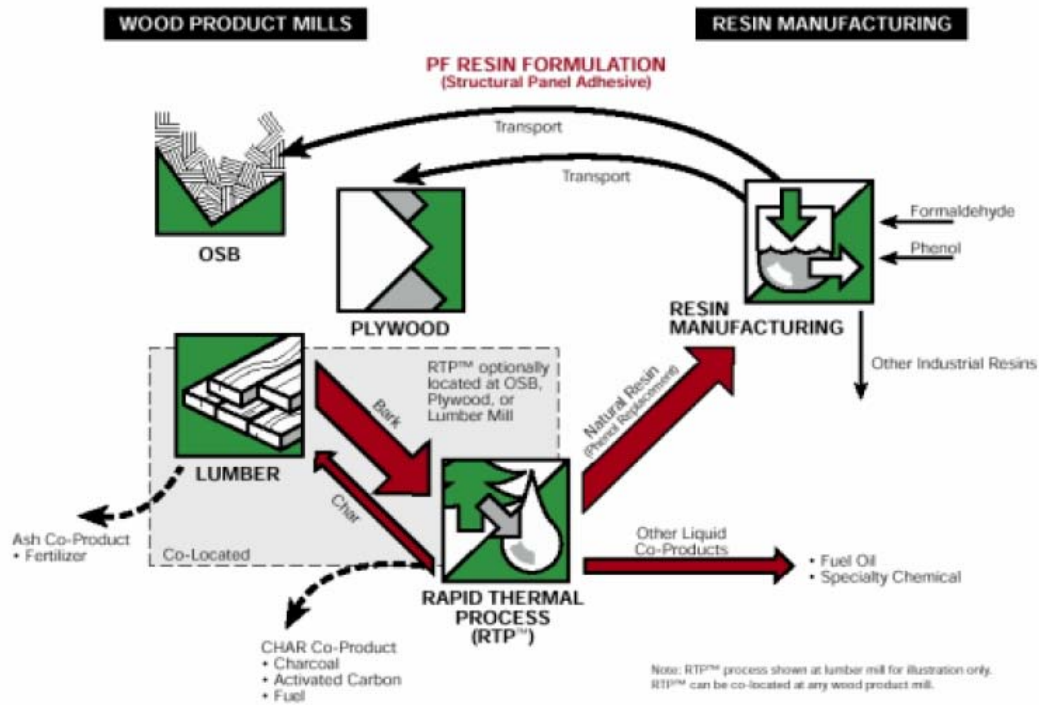 WOOD PRODUCT MILLS
RESIN MANUFACTURING
PF RESIN FORMULATION
(Structural Panel Adhesive)
Transport
Transport
OSB
PLYWOOD
Formaldehyde
Phenol
RESIN
MANUFACTURING
Other Industrial Resins
RTP™ optionally
located at OSB,
Plywood, or
Lumber Mill
Bark
Natural Resin
(Phenol Replacement)
LUMBER
Char
Ash Co-Product
• Fertilizer
Co-Located
Other Liquid
Co-Products
• Fuel Oil
• Specialty Chemical
RAPID THERMAL
PROCESS
(RTP™)
CHAR Co-Product
• Charcoal
• Activated Carbon
• Fuel
Note: RTP™ process shown at lumber mill for illustration only.
RTP™ can be co-located at any wood product mill.